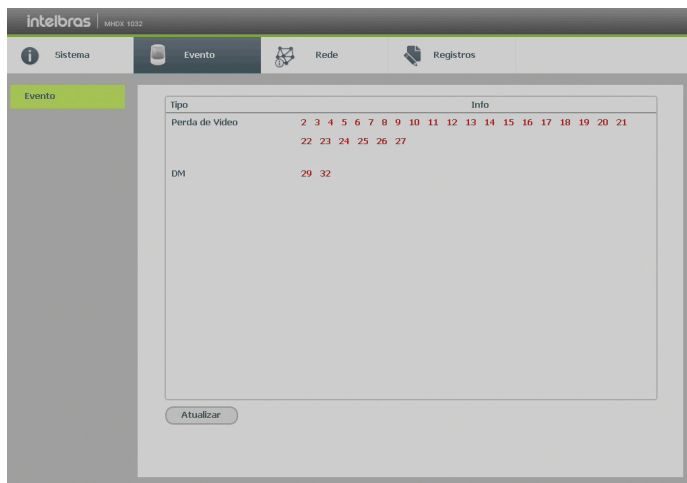 intelbras MHDX 1032
Sistema Evento Rede Registros
Evento
Tipo Info
Perda de Video 2 3 4 5 6 7 8 9 10 11 12 13 14 15 16 17 18 19 20 21
22 23 24 25 26 27
DM 29 32
Atualizar